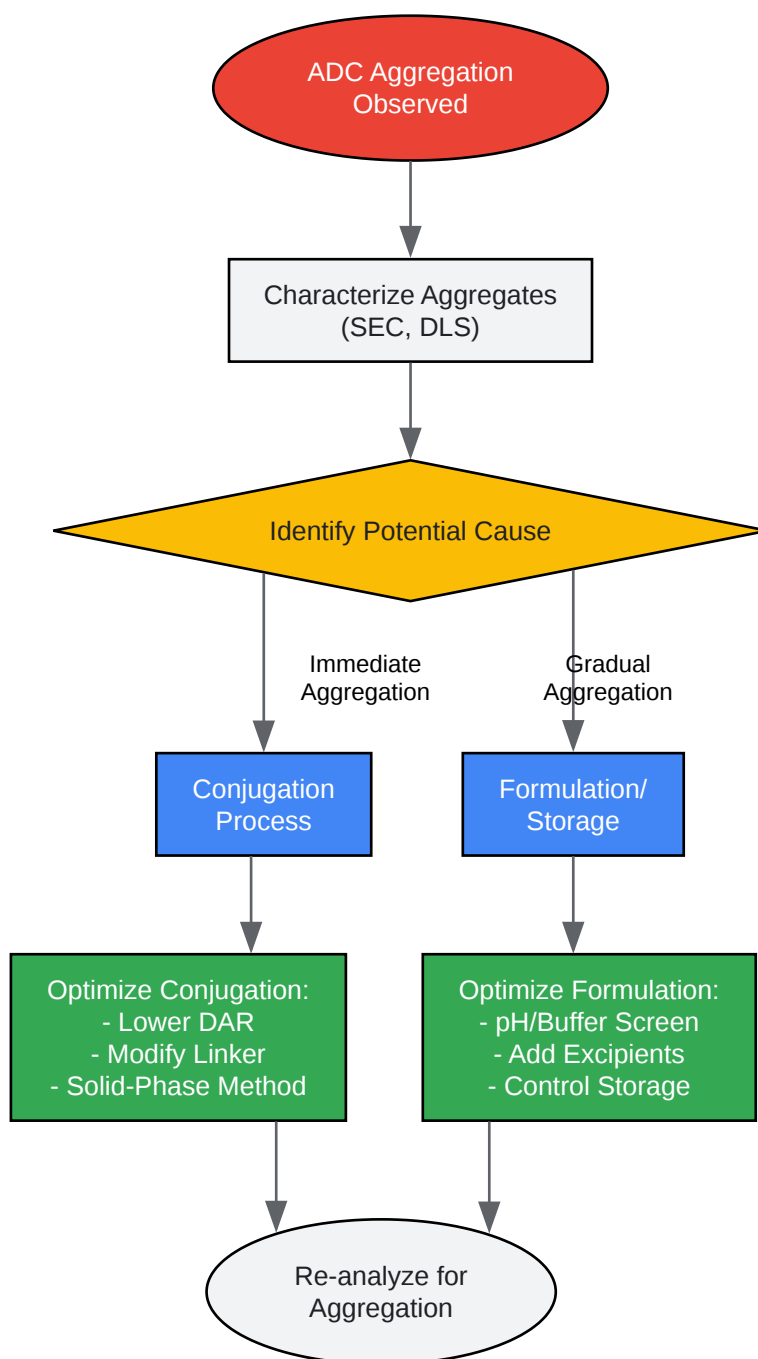 ADC Aggregation
Observed
Characterize Aggregates
(SEC, DLS)
Identify Potential Cause
Immediate
Aggregation
Gradual
Aggregation
Conjugation
Process
Formulation/
Storage
Optimize Conjugation:
- Lower DAR
- Modify Linker
- Solid-Phase Method
Optimize Formulation:
- pH/Buffer Screen
- Add Excipients
- Control Storage
Re-analyze for
Aggregation